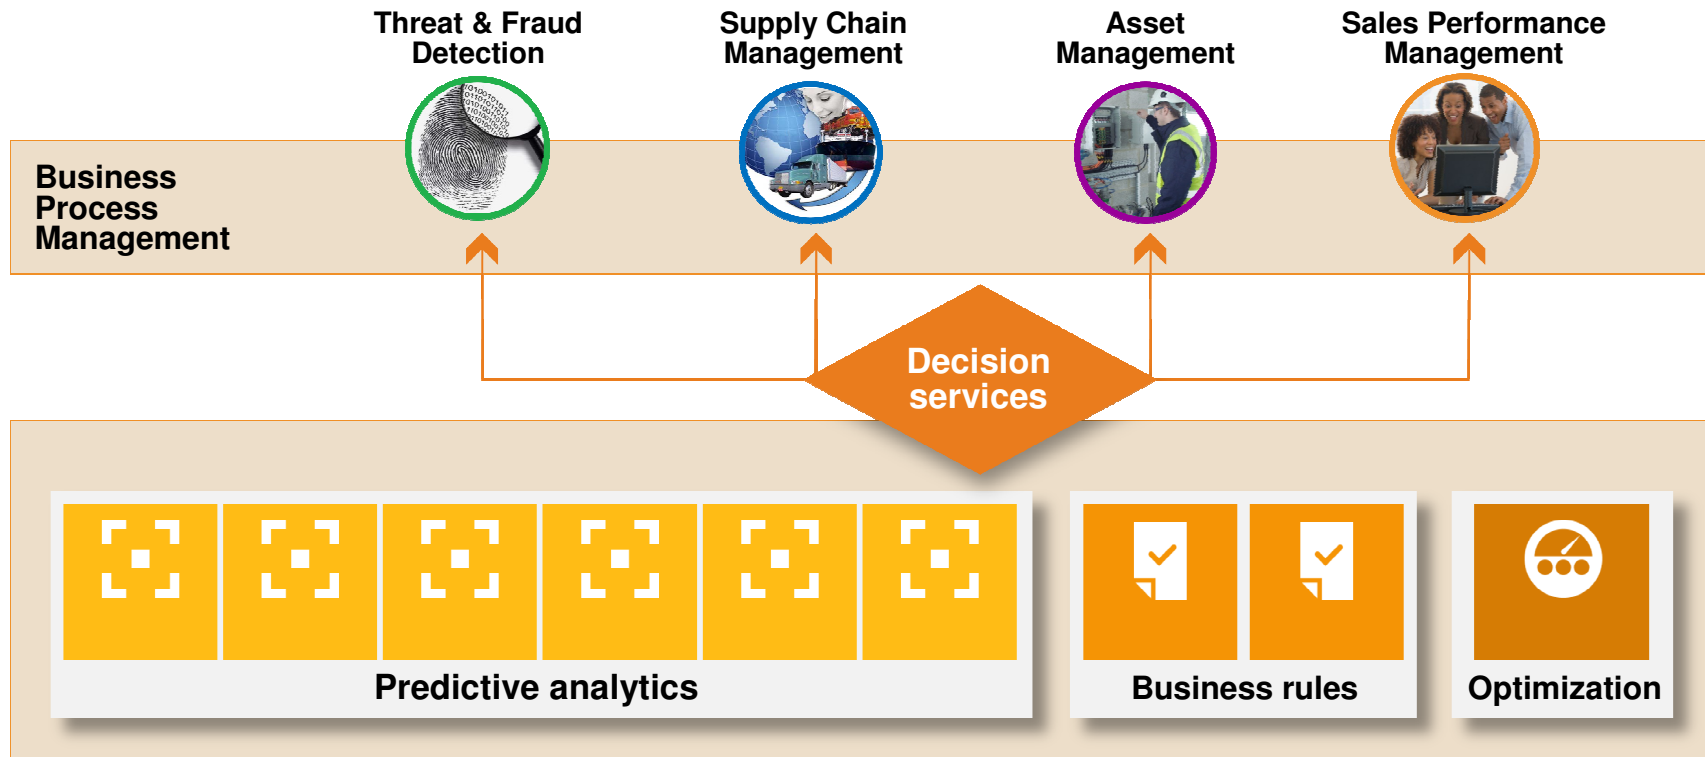 Threat & Fraud
Detection
Supply Chain
Management
Asset
Management
Sales Performance
Management
Business
Process
Management
Decision
services
Predictive analytics
Business rules
Optimization